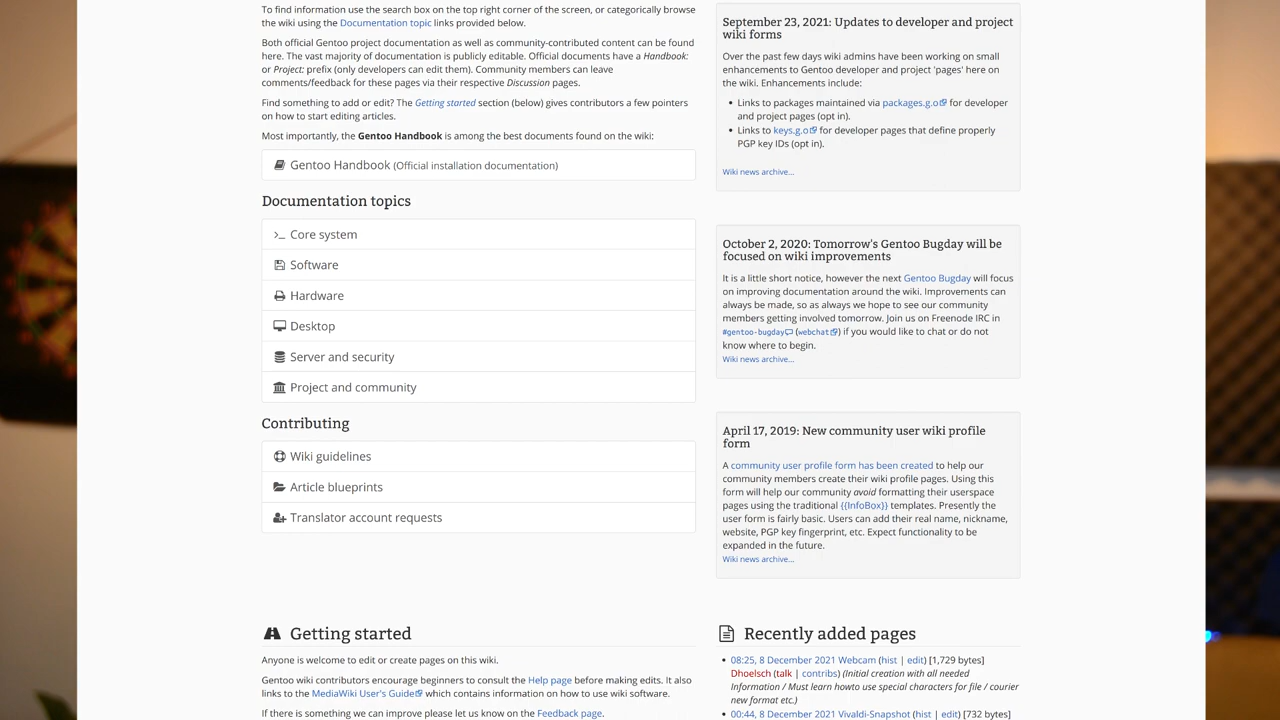 To find information use the search box on the top right corner of the screen, or categorically browse
the wiki using the Documentation topic links provided below.
Both official Gentoo project documentation as well as community-contributed content can be found
here. The vast majority of documentation is publicly editable. Official documents have a Handbook:
or Project: prefix (only developers can edit them). Community members can leave
comments/feedback for these pages via their respective Discussion pages.
Find something to add or edit? The Getting started section (below) gives contributors a few pointers
on how to start editing articles.
Most importantly, the Gentoo Handbook is among the best documents found on the wiki:
Gentoo Handbook (Official installation documentation)
Documentation topics
Core system
Software
Hardware
Desktop
Server and security
Project and community
Contributing
Wiki guidelines
Article blueprints
Translator account requests
Getting started
Anyone is welcome to edit or create pages on this wiki.
Gentoo wiki contributors encourage beginners to consult the Help page before making edits. It also
links to the MediaWiki User's Guide which contains information on how to use wiki software.
If there is something we can improve please let us know on the Feedback page.
September 23, 2021: Updates to developer and project
wiki forms
Over the past few days wiki admins have been working on small
enhancements to Gentoo developer and project 'pages' here on
the wiki. Enhancements include:
• Links to packages maintained via packages.g.o for developer
and project pages (opt in).
• Links to keys.g.o for developer pages that define properly
PGP key IDs (opt in).
Wiki news archive...
October 2, 2020: Tomorrow's Gentoo Bugday will be
focused on wiki improvements
It is a little short notice, however the next Gentoo Bugday will focus
on improving documentation around the wiki. Improvements can
always be made, so as always we hope to see our community
members getting involved tomorrow. Join us on Freenode IRC in
#gentoo-bugday (webchat) if you would like to chat or do not
know where to begin.
Wiki news archive...
April 17, 2019: New community user wiki profile
form
A community user profile form has been created to help our
community members create their wiki profile pages. Using this
form will help our community avoid formatting their userspace
pages using the traditional {{InfoBox}} templates. Presently the
user form is fairly basic. Users can add their real name, nickname,
website, PGP key fingerprint, etc. Expect functionality to be
expanded in the future.
Wiki news archive...
Recently added pages
• 08:25, 8 December 2021 Webcam (hist | edit) [1,729 bytes]
Dhoelsch (talk | contribs) (Initial creation with all needed
Information / Must learn howto use special characters for file / courier
new format etc.)
• 00:44, 8 December 2021 Vivaldi-Snapshot (hist | edit) [732 bytes]